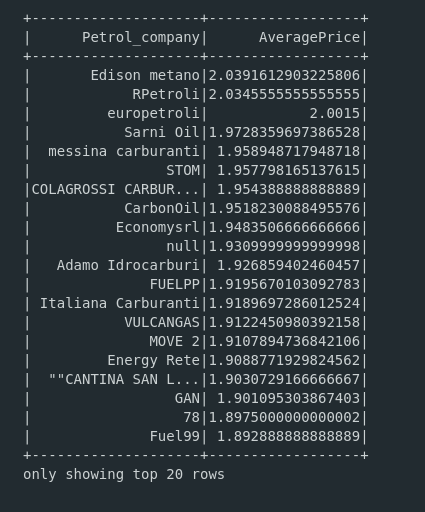 +--------------------+------------------+
|      Petrol_company|      AveragePrice|
+--------------------+------------------+
|       Edison metano|2.0391612903225806|
|            RPetroli|2.0345555555555555|
|         europetroli|            2.0015|
|           Sarni Oil|1.9728359697386528|
|  messina carburanti| 1.958948717948718|
|                STOM| 1.957798165137615|
|COLAGROSSI CARBUR...| 1.954388888888889|
|           CarbonOil|1.9518230088495576|
|          Economysrl|1.9483506666666666|
|                null|1.9309999999999998|
|   Adamo Idrocarburi| 1.926859402460457|
|              FUELPP|1.9195670103092783|
| Italiana Carburanti|1.9189697286012524|
|           VULCANGAS|1.9122450980392158|
|              MOVE 2|1.9107894736842106|
|        Energy Rete|1.9088771929824562|
|  ""CANTINA SAN L...|1.9030729166666667|
|                 GAN| 1.901095303867403|
|                  78|1.8975000000000002|
|              Fuel99| 1.892888888888889|
+--------------------+------------------+
only showing top 20 rows